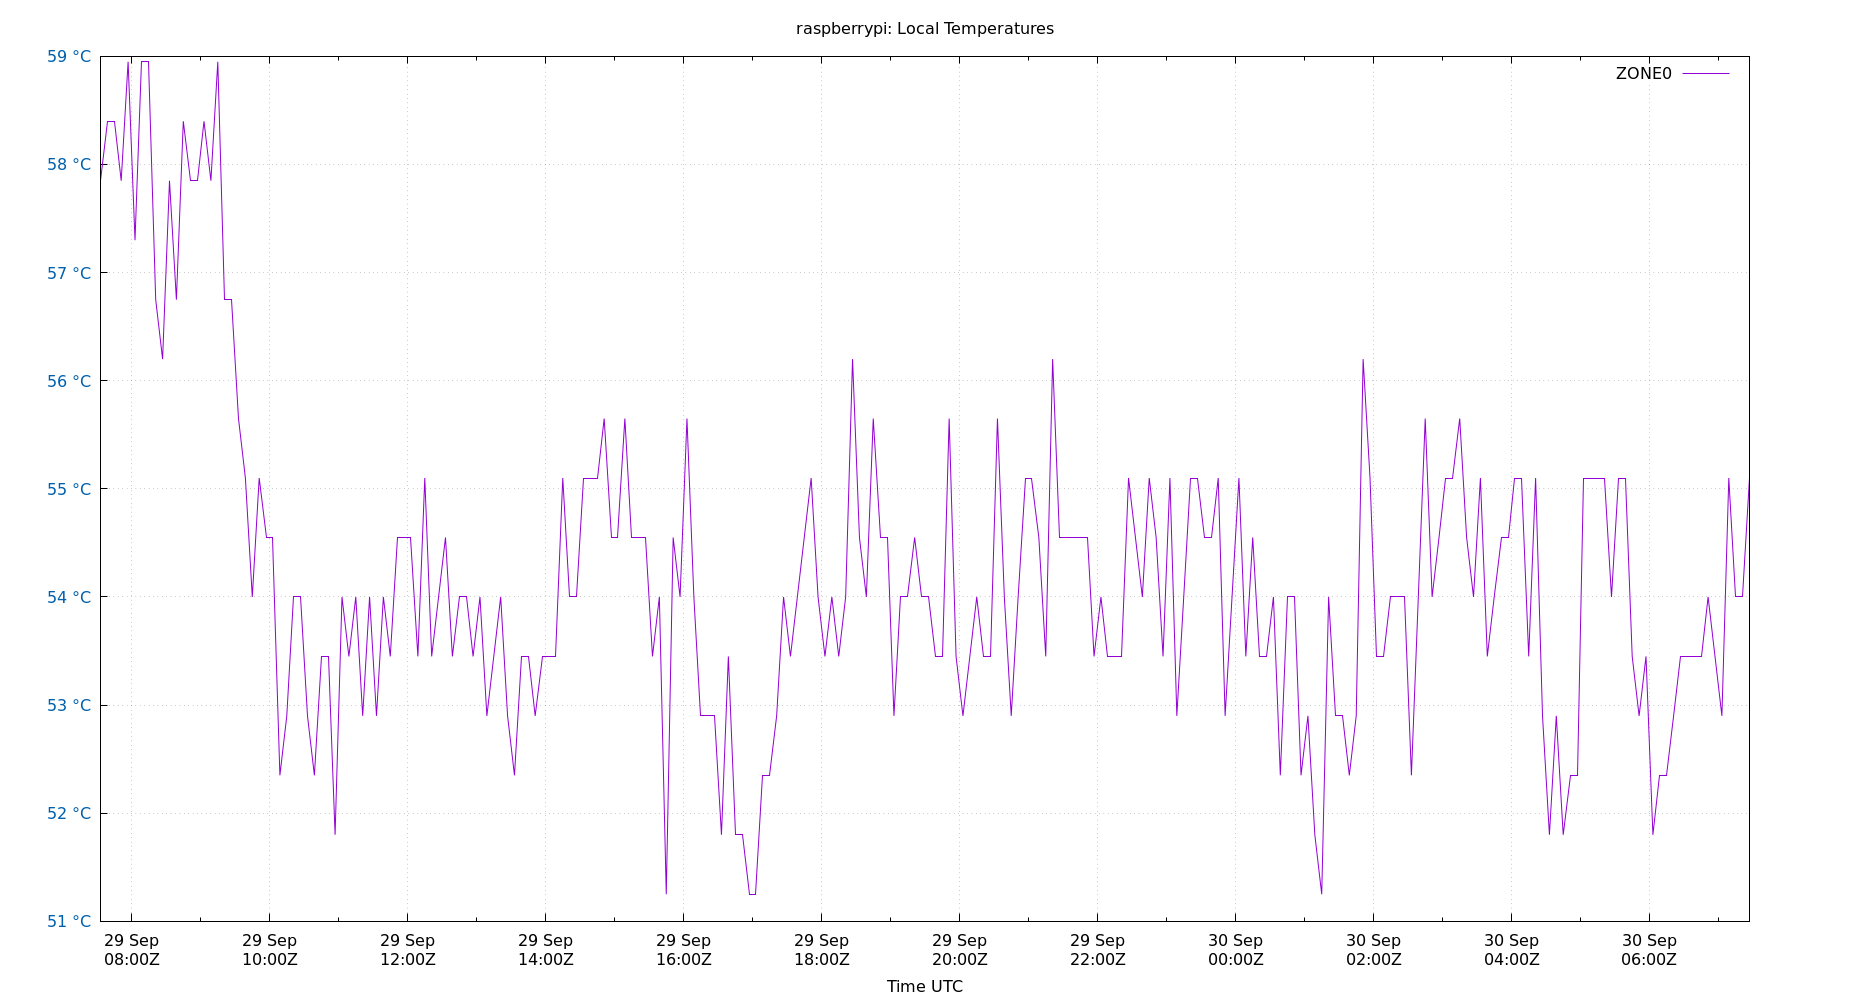 raspberrypi: Local Temperatures
59 °C
ZONE0
58 °C
57 °C
56 °C
55 °C
54 °C
53 °C
52 °C
51 °C
29 Sep 29 Sep 29 Sep 29 Sep 29 Sep 29 Sep 29 Sep 29 Sep 30 Sep 30 Sep 30 Sep 30 Sep
08:00Z 10:00Z 12:00Z 14:00Z 16:00Z 18:00Z 20:00Z 22:00Z 00:00Z 02:00Z 04:00Z 06:00Z
Time UTC